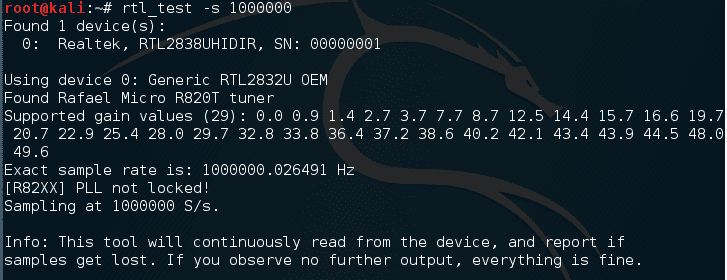 root@kali:~# rtl_test -s 1000000
Found 1 device(s):
  0:  Realtek, RTL2838UHIDIR, SN: 00000001

Using device 0: Generic RTL2832U OEM
Found Rafael Micro R820T tuner
Supported gain values (29): 0.0 0.9 1.4 2.7 3.7 7.7 8.7 12.5 14.4 15.7 16.6 19.7
 20.7 22.9 25.4 28.0 29.7 32.8 33.8 36.4 37.2 38.6 40.2 42.1 43.4 43.9 44.5 48.0
 49.6
Exact sample rate is: 1000000.026491 Hz
[R82XX] PLL not locked!
Sampling at 1000000 S/s.

Info: This tool will continuously read from the device, and report if
samples get lost. If you observe no further output, everything is fine.